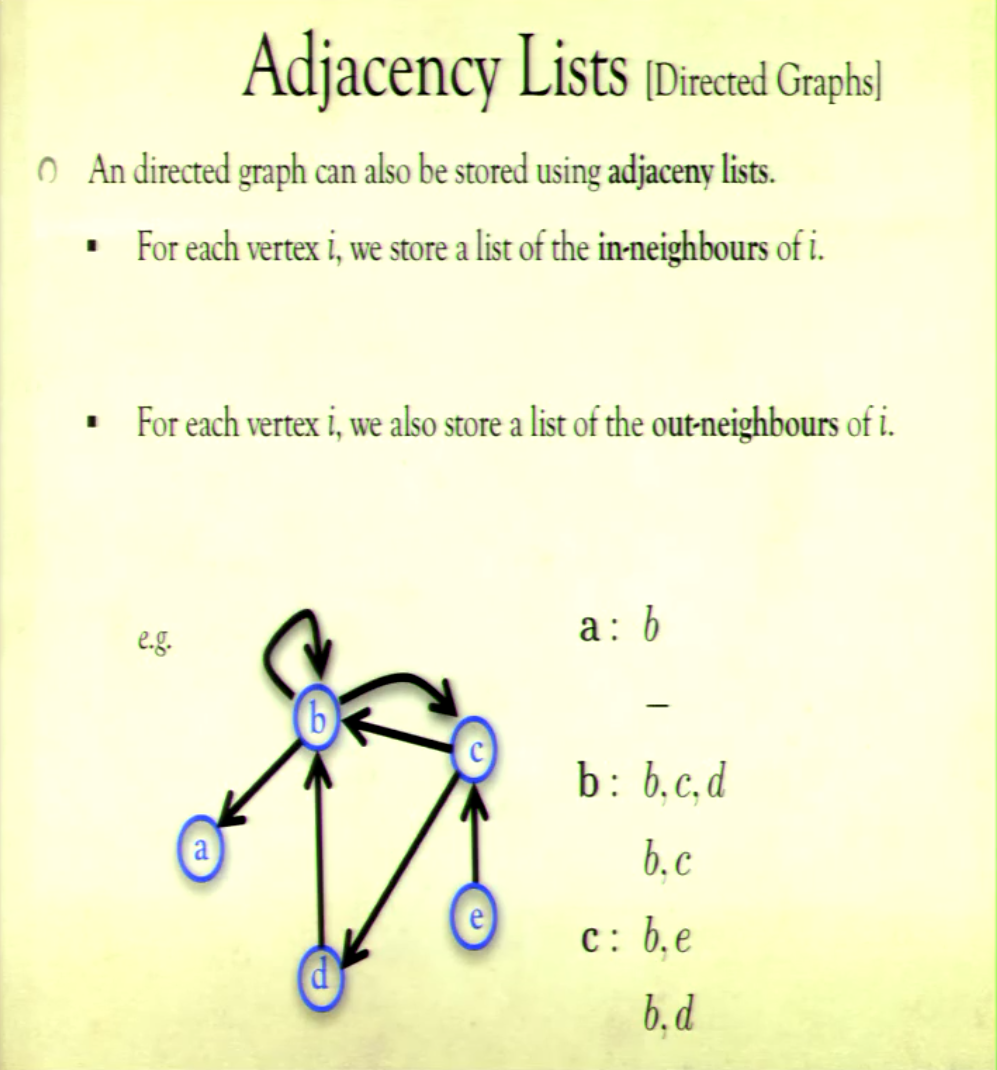 Adjacency Lists [Directed Graphs]
An directed graph can also be stored using adjaceny lists.
For each vertex i, we store a list of the in-neighbours of i.
For each vertex i, we also store a list of the out-neighbours of i.
e.g.
b
c
a
e
d
a : b
–
b : b, c, d
b, c
c : b, e
b, d